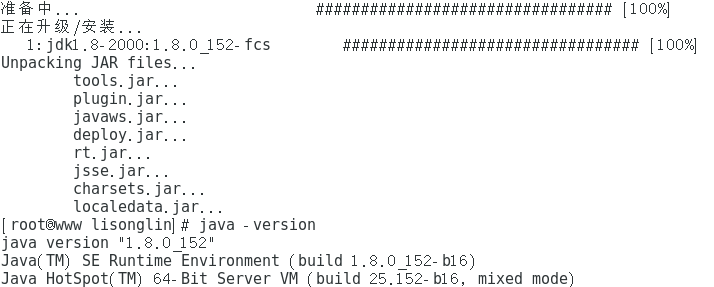 准备中... ################################# [100%]
正在升级/安装...
1:jdk1.8-2000:1.8.0_152-fcs ################################# [100%]
Unpacking JAR files...
tools.jar...
plugin.jar...
javaws.jar...
deploy.jar...
rt.jar...
jsse.jar...
charsets.jar...
localedata.jar...
[root@www lisonglin]# java -version
java version "1.8.0_152"
Java(TM) SE Runtime Environment (build 1.8.0_152-b16)
Java HotSpot(TM) 64-Bit Server VM (build 25.152-b16, mixed mode)